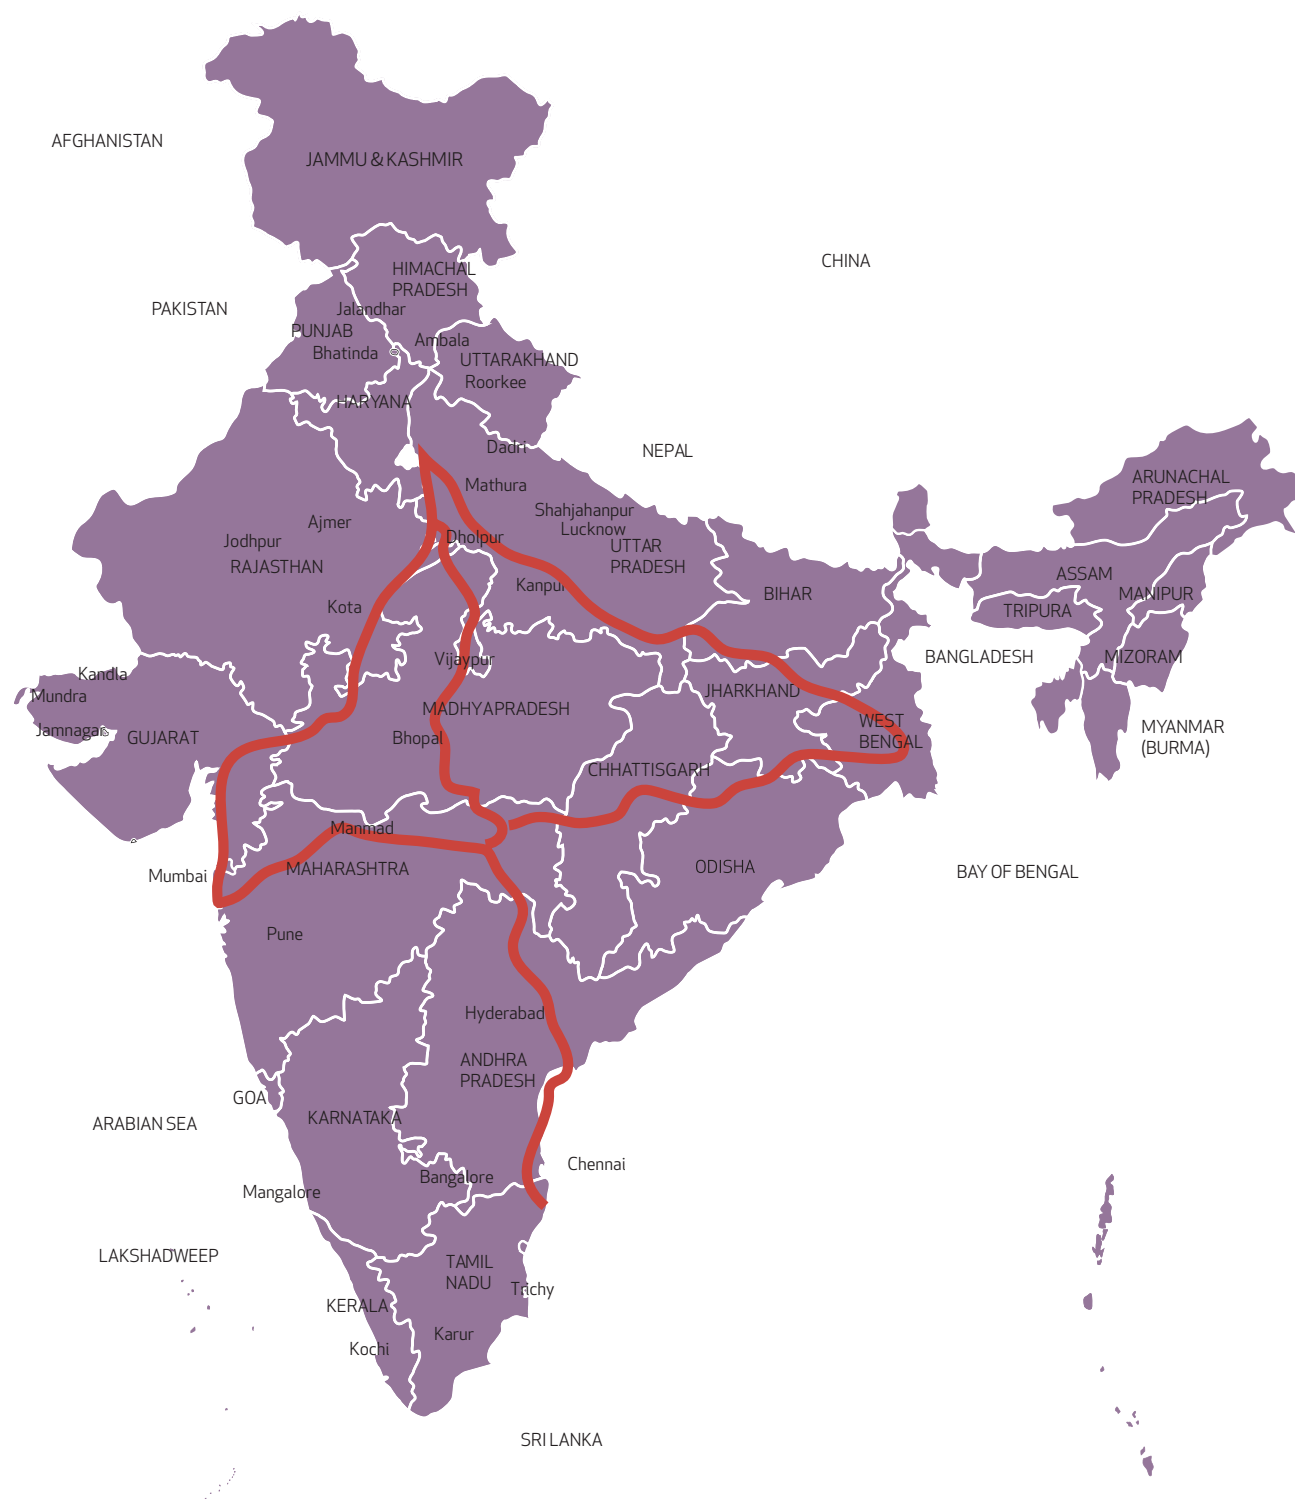 AFGHANISTAN
JAMMU & KASHMIR
CHINA
HIMACHAL
PRADESH
PAKISTAN
Jalandhar
PUNJAB
Ambala
Bhatinda
UTTARAKHAND
Roorkee
HARYANA
Dadri
NEPAL
Mathura
ARUNACHAL
PRADESH
Shahjahanpur
Ajmer
Lucknow
Jodhpur
Dholpur
UTTAR
PRADESH
RAJASTHAN
ASSAM
Kanpur
BIHAR
MANIPUR
Kota
TRIPURA
Vijaypur
BANGLADESH
MIZORAM
Kandla
Mundra
JHARKHAND
MADHYAPRADESH
WEST
BENGAL
MYANMAR
(BURMA)
Jamnagar
GUJARAT
Bhopal
CHHATTISGARH
Manmad
MAHARASHTRA
ODISHA
Mumbai
BAY OF BENGAL
Pune
Hyderabad
ANDHRA
PRADESH
GOA
KARNATAKA
ARABIAN SEA
Chennai
Bangalore
Mangalore
LAKSHADWEEP
TAMIL
NADU
Trichy
KERALA
Karur
Kochi
SRI LANKA